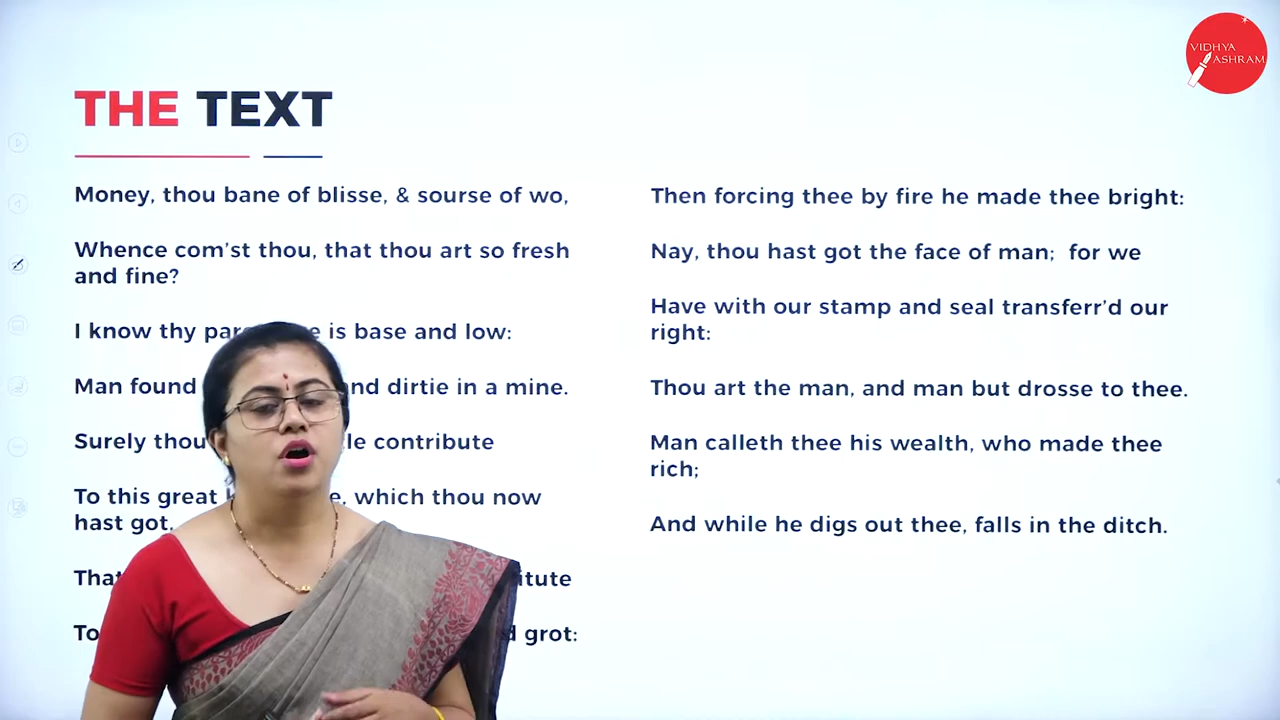 VIDHYA
ASHRAM
THE TEXT
Money, thou bane of blisse, & sourse of wo,
Whence com’st thou, that thou art so fresh
and fine?
I know thy is base and low:
Man found and dirtie in a mine.
Surely thou contribute
To this great which thou now
hast got,
To grot:
Then forcing thee by fire he made thee bright:
Nay, thou hast got the face of man; for we
Have with our stamp and seal transferr’d our
right:
Thou art the man, and man but drosse to thee.
Man calleth thee his wealth, who made thee
rich;
And while he digs out thee, falls in the ditch.